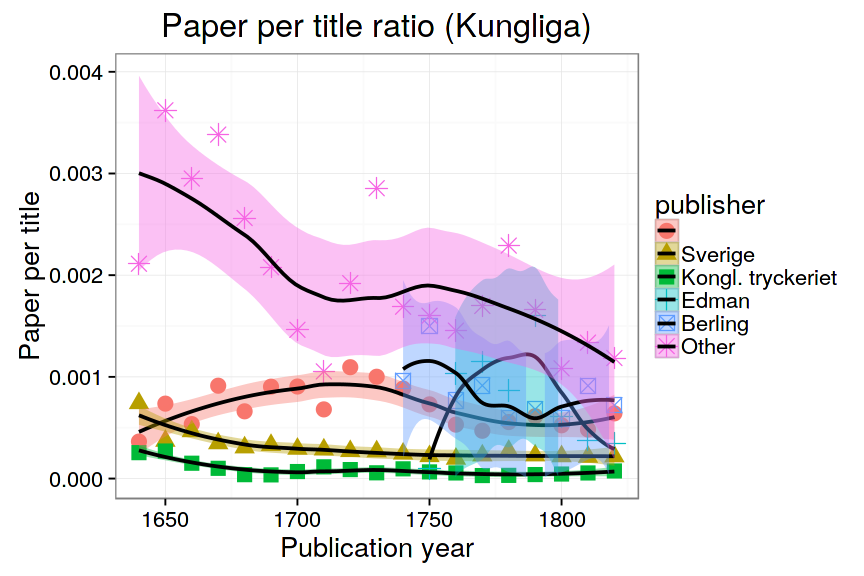 Paper per title ratio (Kungliga)
Paper per title
0.004
0.003
0.002
0.001
0.000
1650 1700 1750 1800
Publication year
publisher
Sverige
Kongl. tryckeriet
Edman
Berling
Other